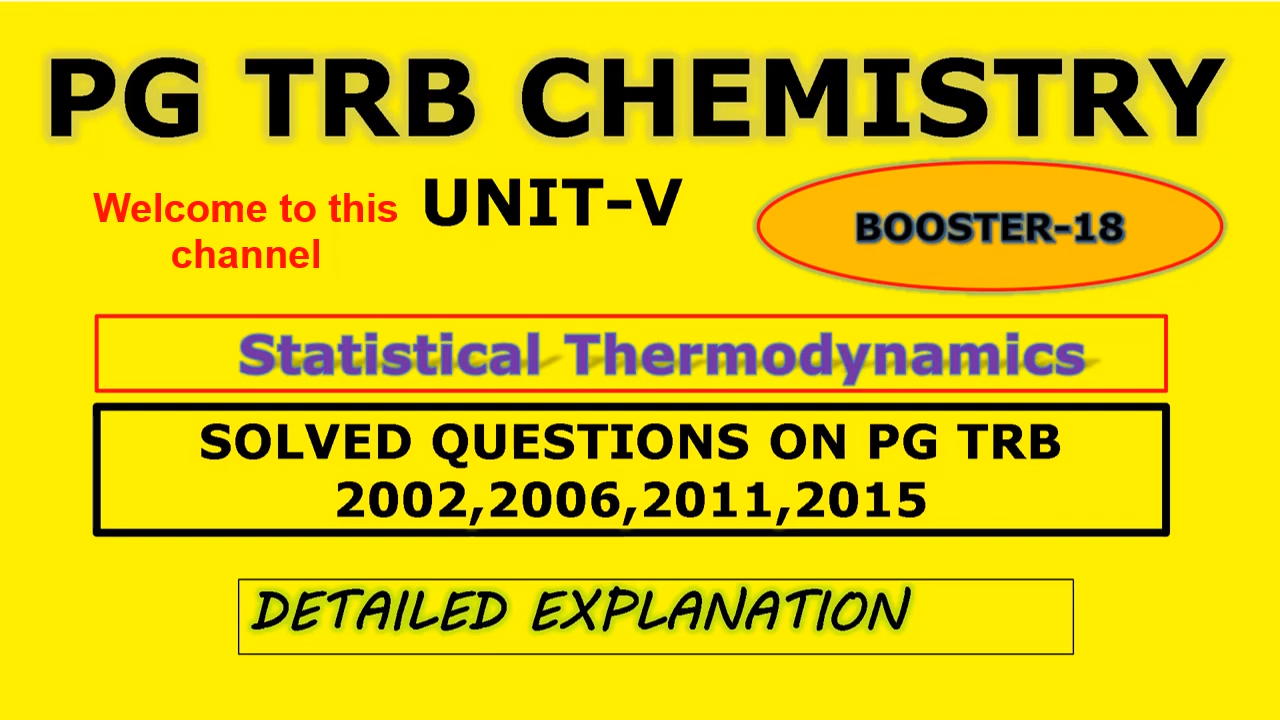 PG TRB CHEMISTRY
Welcome to this
channel
UNIT-V
BOOSTER-18
Statistical Thermodynamics
SOLVED QUESTIONS ON PG TRB
2002,2006,2011,2015
DETAILED EXPLANATION